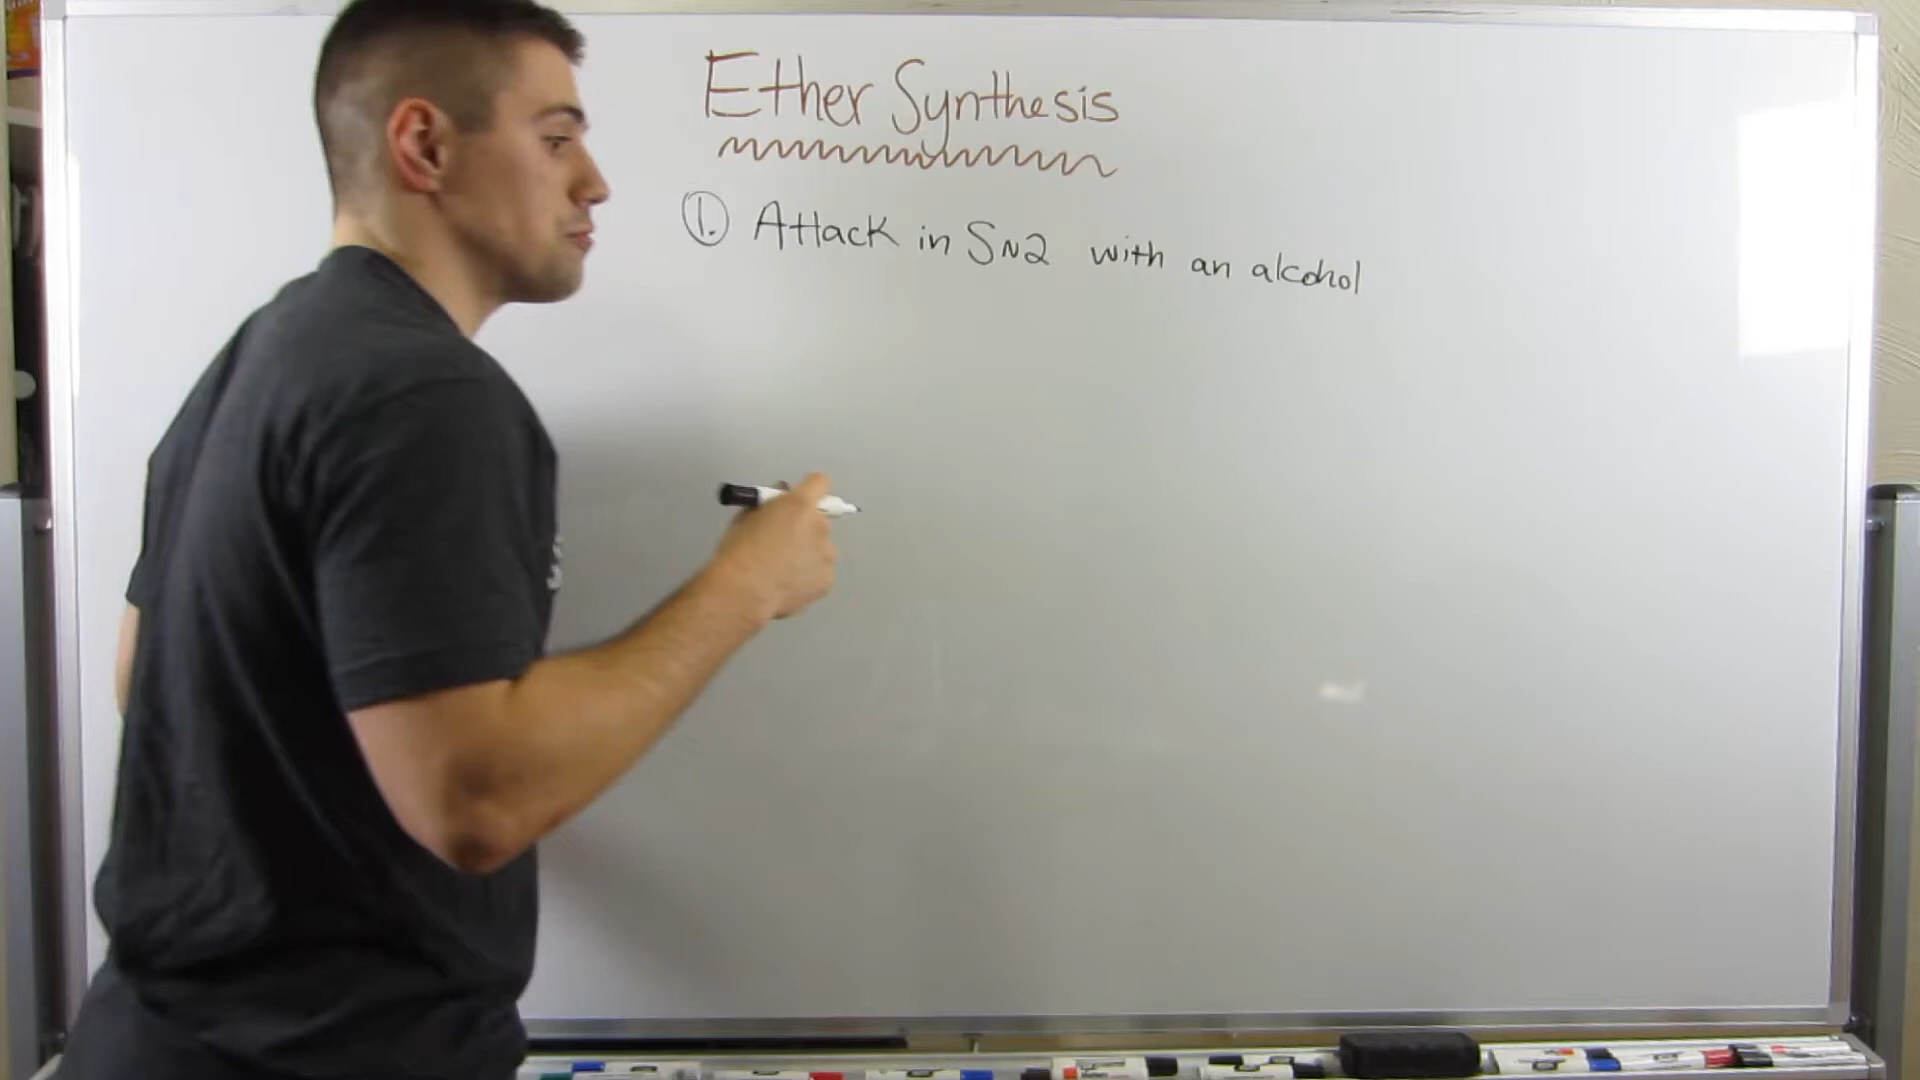 Ether Synthesis
1. Attack in SN2 with an alcohol